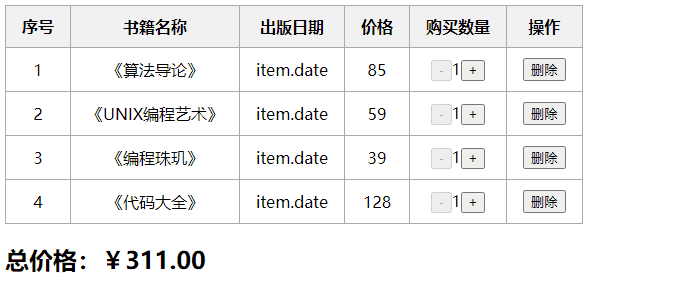 序号 书籍名称 出版日期 价格 购买数量 操作
1 《算法导论》 item.date 85 - 1 + 删除
2 《UNIX编程艺术》 item.date 59 - 1 + 删除
3 《编程珠玑》 item.date 39 - 1 + 删除
4 《代码大全》 item.date 128 - 1 + 删除
总价格：￥311.00